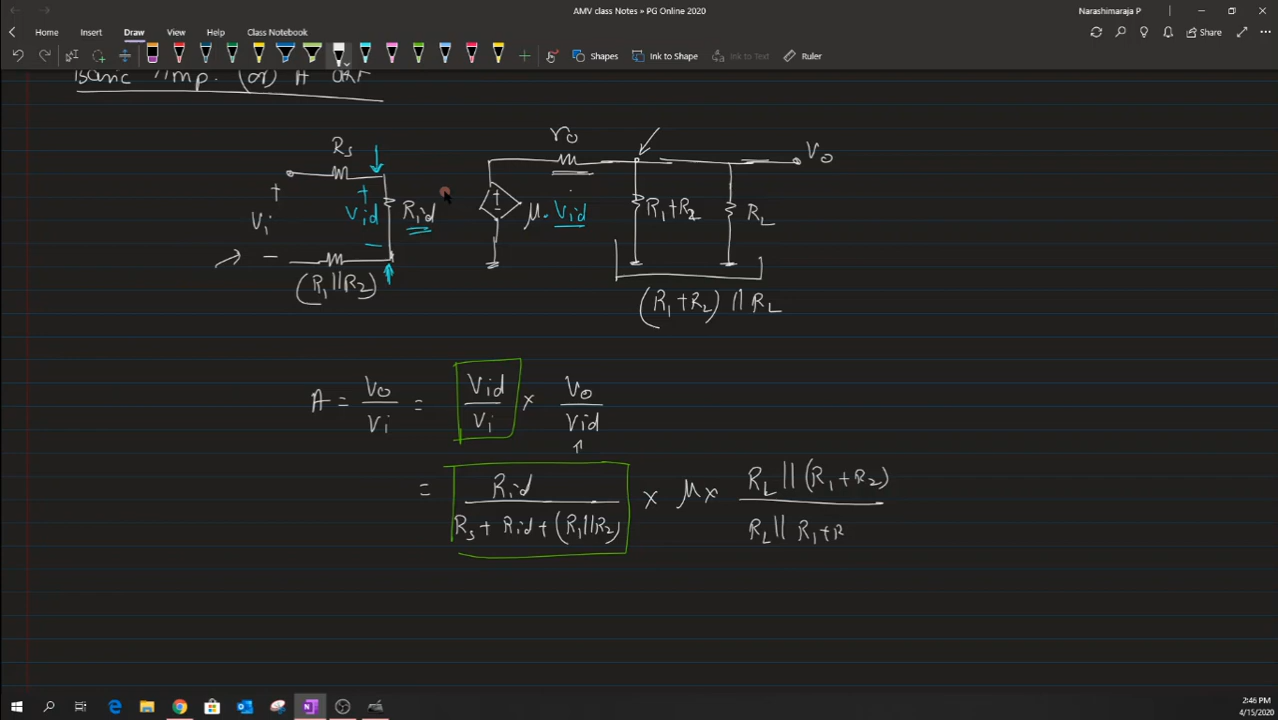 AMV class Notes » PG Online 2020
Narashimaraja P
Home Insert Draw View Help Class Notebook
Share
Shapes Ink to Shape Ink to Text Ruler
Basic Amp. (or) A
Rs
ro
Vo
+
Vi
−
+
Vid
−
Rid
+
−
μ. Vid
R1+R2
RL
(R1||R2)
(R1+R2) || RL
A = Vo/Vi = Vid/Vi × Vo/Vid
= Rid/(Rs + Rid + (R1||R2)) × μ × RL || (R1+R2)
RL || R1+R
2:46 PM
4/15/2020